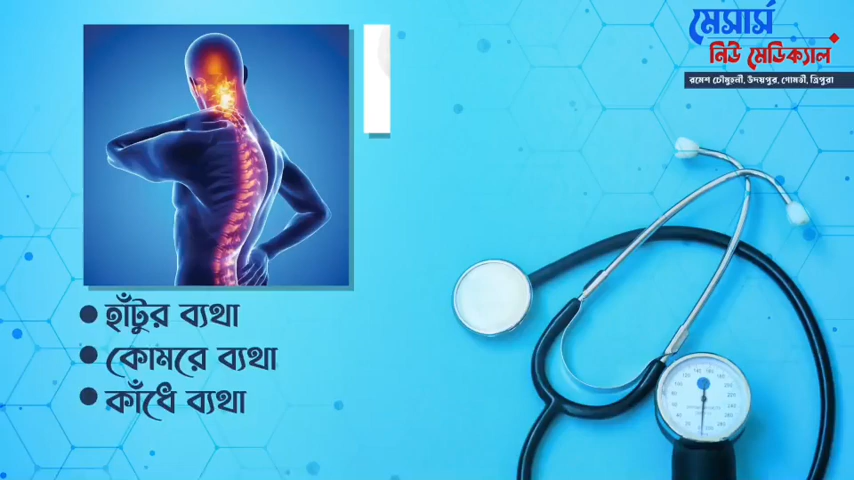 মেসার্স
নিউ মেডিক্যাল
রমেশ চৌমুহনী, উদয়পুর, গোমতী, ত্রিপুরা
হাঁটুর ব্যথা
কোমরে ব্যথা
কাঁধে ব্যথা